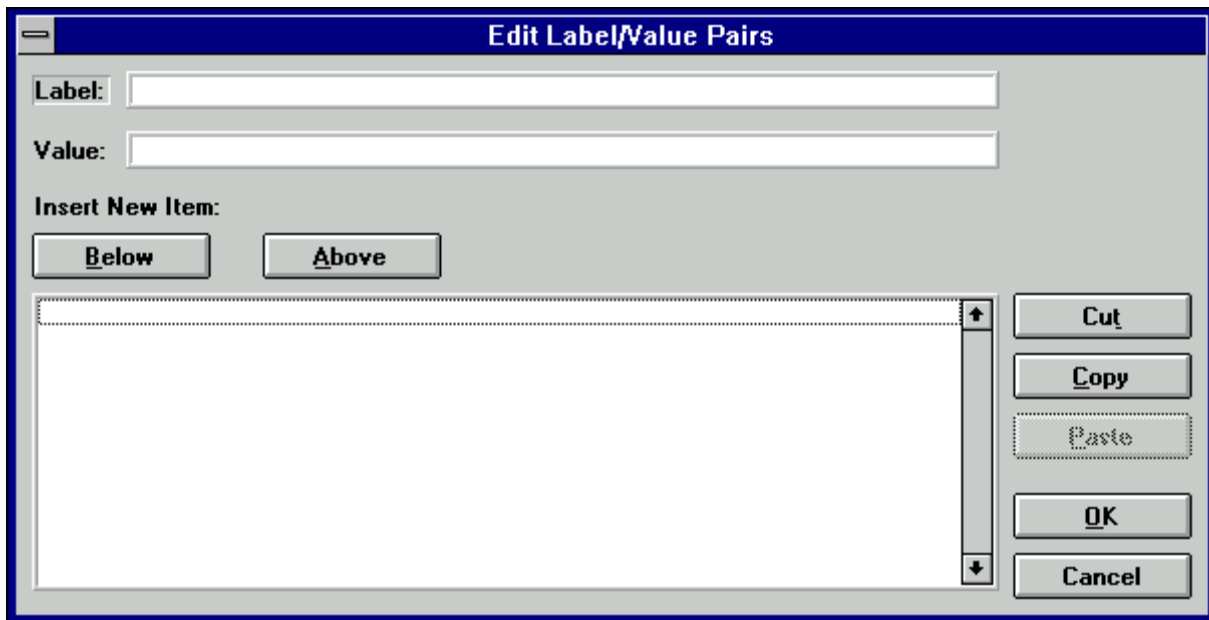 Edit Label/Value Pairs
Label:
Value:
Insert New Item:
Below Above
Cut
Copy
Paste
OK
Cancel